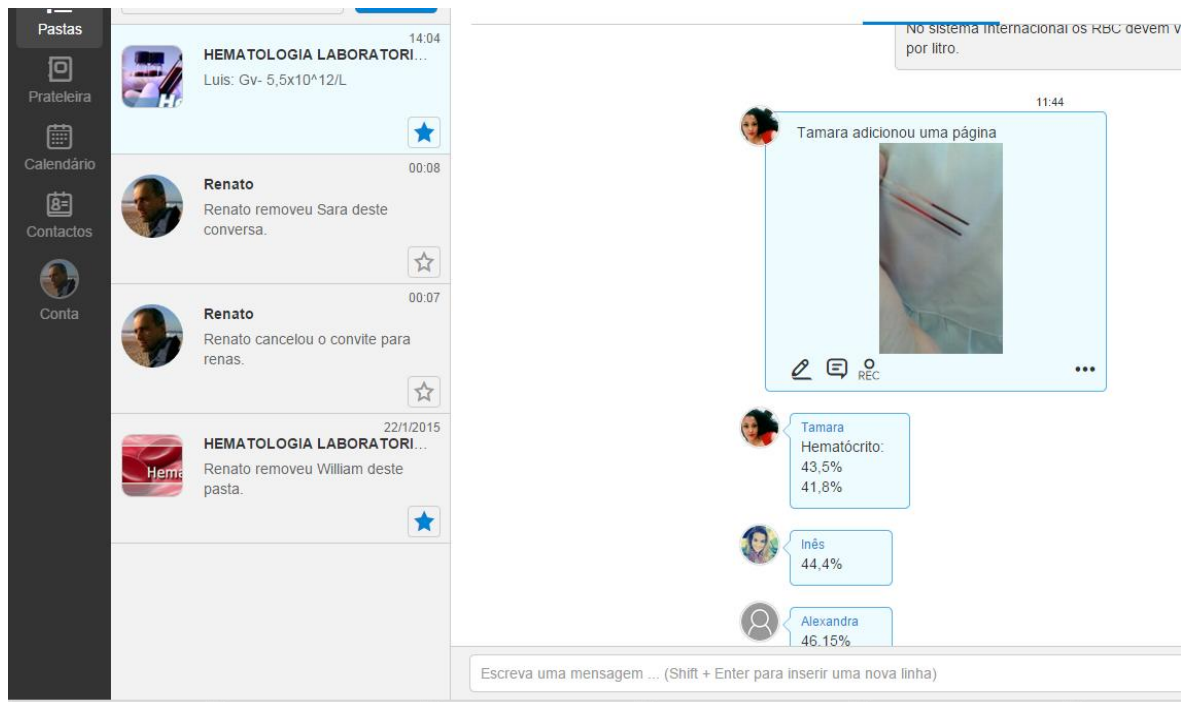 Pastas
Prateleira
Calendário
Contactos
Conta
14:04
HEMATOLOGIA LABORATORI...
Luis: Gv- 5,5x10^12/L
00:08
Renato
Renato removeu Sara deste
conversa.
00:07
Renato
Renato cancelou o convite para
renas.
22/1/2015
HEMATOLOGIA LABORATORI...
Hema
Renato removeu William deste
pasta.
No sistema Internacional os RBC devem v
por litro.
11:44
Tamara adicionou uma página
REC
Tamara
Hematócrito:
43,5%
41,8%
Inês
44,4%
Alexandra
46,15%
Escreva uma mensagem ... (Shift + Enter para inserir uma nova linha)